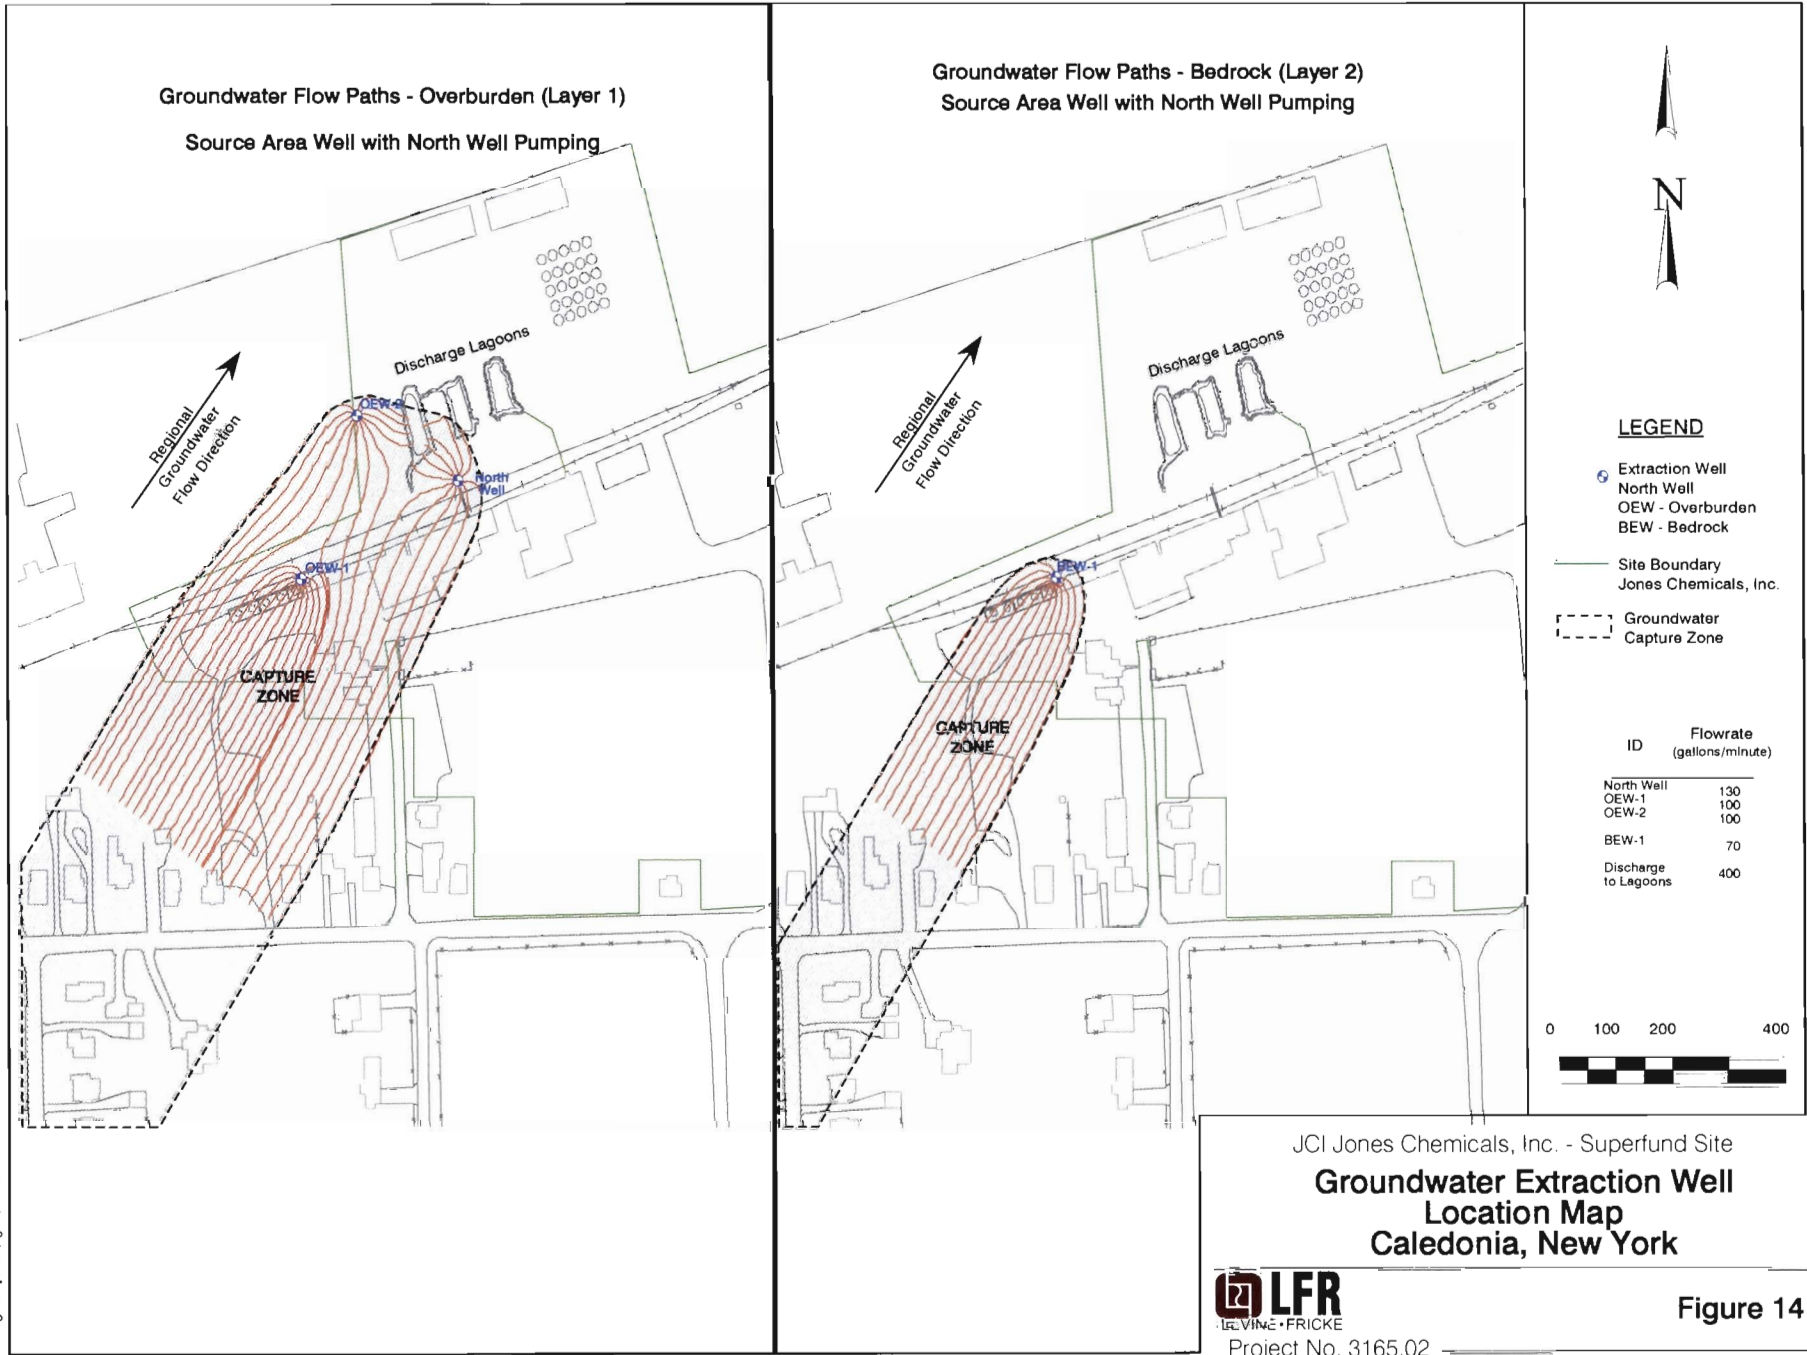 Groundwater Flow Paths - Overburden (Layer 1)
Source Area Well with North Well Pumping
Discharge Lagoons
Regional
Groundwater
Flow Direction
OEW-2
North
Well
OEW-1
CAPTURE
ZONE
Groundwater Flow Paths - Bedrock (Layer 2)
Source Area Well with North Well Pumping
Discharge Lagoons
Regional
Groundwater
Flow Direction
BEW-1
CAPTURE
ZONE
N
LEGEND
Extraction Well
North Well
OEW - Overburden
BEW - Bedrock
Site Boundary
Jones Chemicals, Inc.
Groundwater
Capture Zone
ID Flowrate
(gallons/minute)
North Well 130
OEW-1 100
OEW-2 100
BEW-1 70
Discharge
to Lagoons 400
0 100 200 400
JCI Jones Chemicals, Inc. - Superfund Site
Groundwater Extraction Well
Location Map
Caledonia, New York
LFR
LEVINE•FRICKE
Figure 14
Project No. 3165.02